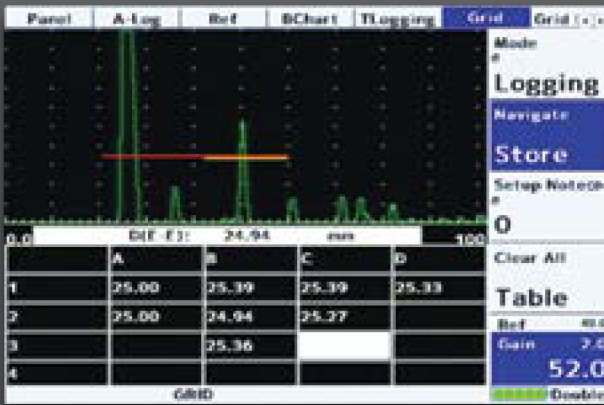 Panel A-Log Ref BChart TLogging Grid Grid
Mode
Logging
Navigate
Store
Setup Notes
0
Clear All
Table
Ref
Gain
52.0
Double
0.0 D(E-E): 24.94 mm 100
A B C D
1 25.00 25.39 25.39 25.33
2 25.00 24.94 25.27
3 25.36
4
GRID